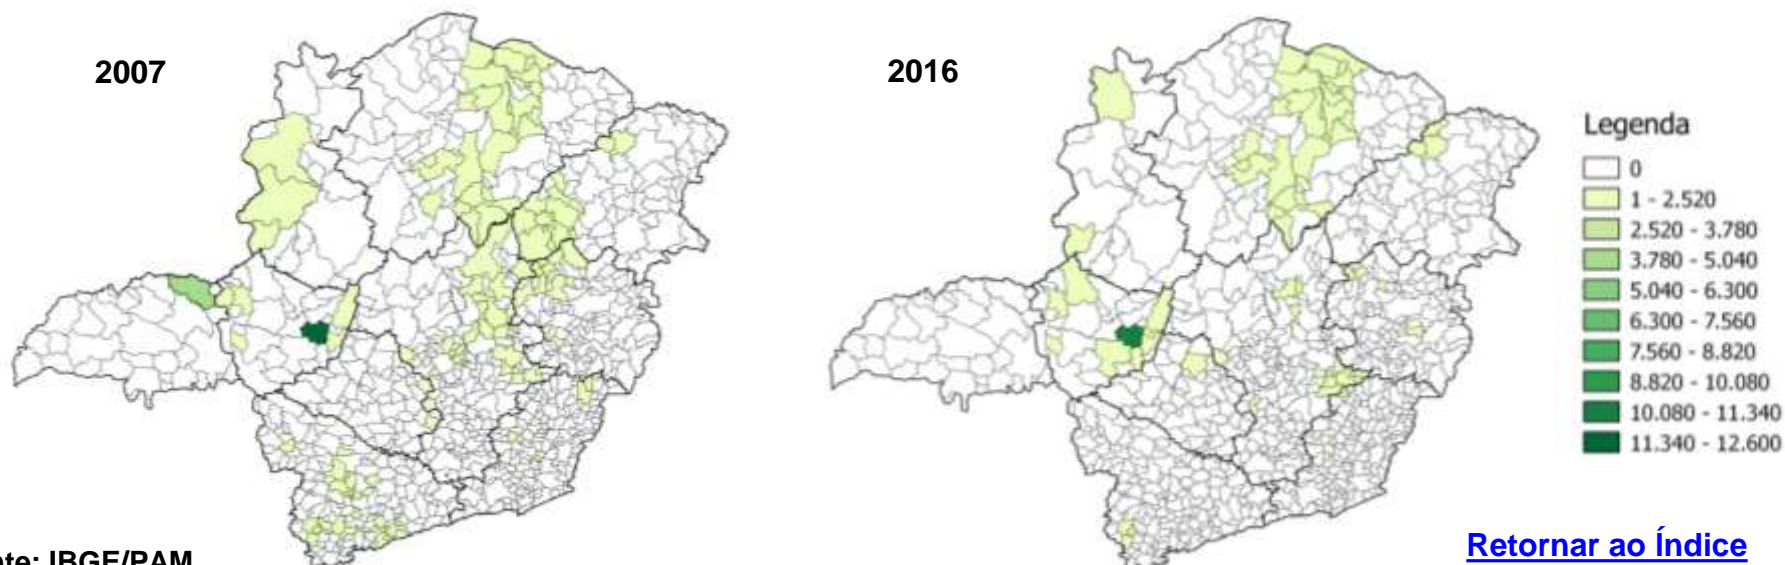 2007
2016
Legenda
0
1 - 2.520
2.520 - 3.780
3.780 - 5.040
5.040 - 6.300
6.300 - 7.560
7.560 - 8.820
8.820 - 10.080
10.080 - 11.340
11.340 - 12.600
Retornar ao Índice
IBGE/PAM